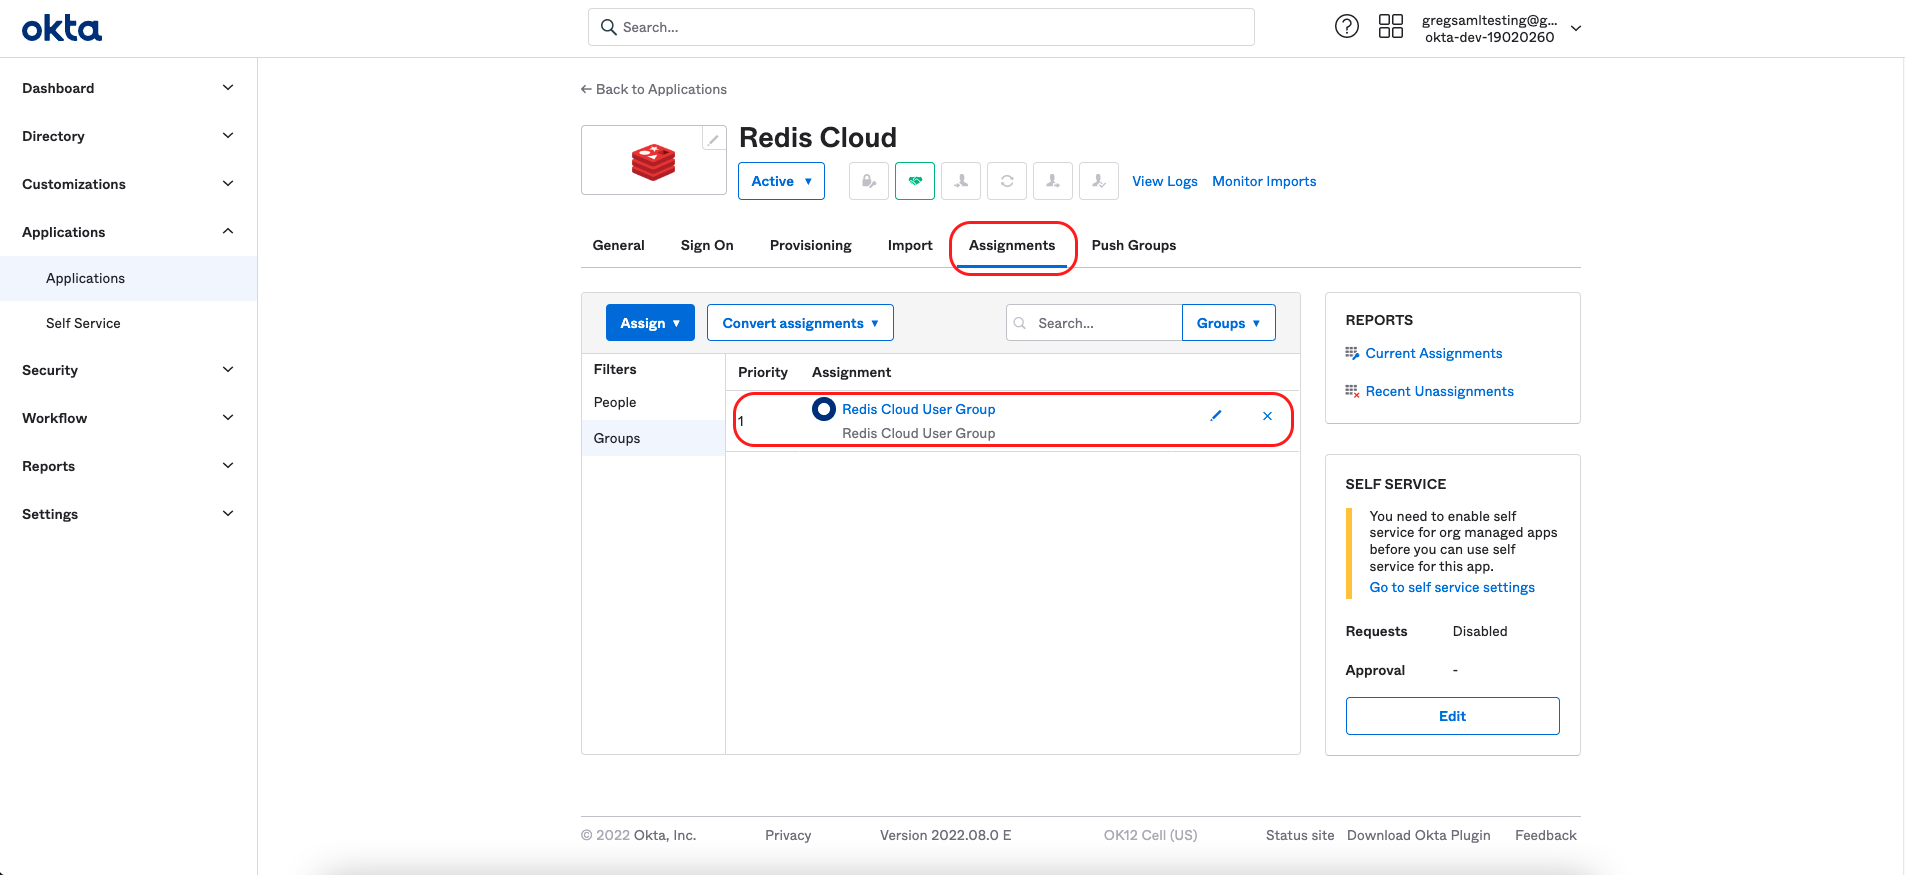 okta
Search...
gregsamltesting@g...
okta-dev-19020260
Dashboard
Directory
Customizations
Applications
Applications
Self Service
Security
Workflow
Reports
Settings
← Back to Applications
Redis Cloud
Active
View Logs
Monitor Imports
General
Sign On
Provisioning
Import
Assignments
Push Groups
Assign
Convert assignments
Search...
Groups
Filters
People
Groups
Priority
Assignment
1
Redis Cloud User Group
Redis Cloud User Group
REPORTS
Current Assignments
Recent Unassignments
SELF SERVICE
You need to enable self
service for org managed apps
before you can use self
service for this app.
Go to self service settings
Requests
Disabled
Approval
-
Edit
© 2022 Okta, Inc.
Privacy
Version 2022.08.0 E
OK12 Cell (US)
Status site
Download Okta Plugin
Feedback